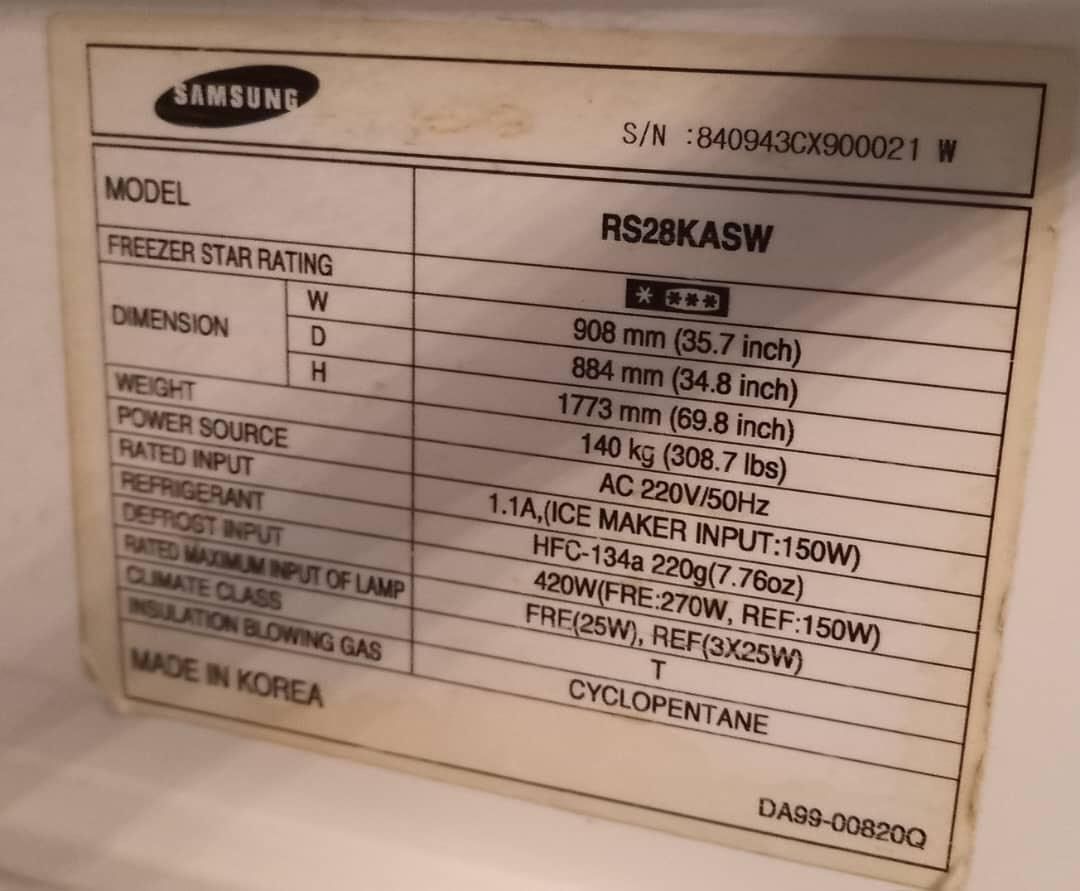 SAMSUNG
S/N :840943CX900021 W
MODEL RS28KASW
FREEZER STAR RATING * ***
DIMENSION W 908 mm (35.7 inch)
D 884 mm (34.8 inch)
H 1773 mm (69.8 inch)
WEIGHT 140 kg (308.7 lbs)
POWER SOURCE AC 220V/50Hz
RATED INPUT 1.1A,(ICE MAKER INPUT:150W)
REFRIGERANT HFC-134a 220g(7.76oz)
DEFROST INPUT 420W(FRE:270W, REF:150W)
RATED MAXIMUM INPUT OF LAMP FRE(25W), REF(3X25W)
CLIMATE CLASS T
INSULATION BLOWING GAS CYCLOPENTANE
MADE IN KOREA
DA99-00820Q